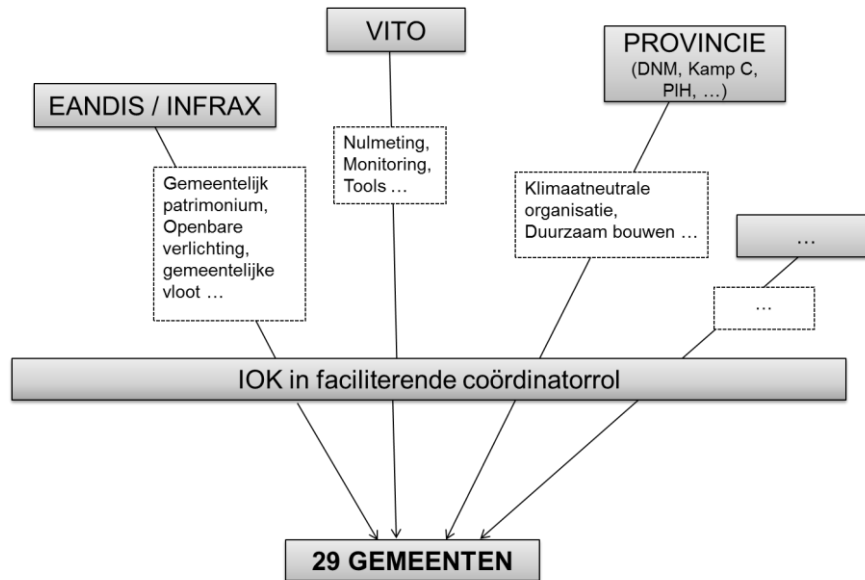 VITO
PROVINCIE
(DNM, Kamp C,
PIH, …)
EANDIS / INFRAX
Nulmeting,
Monitoring,
Tools …
Gemeentelijk
patrimonium,
Openbare
verlichting,
gemeentelijke
vloot …
Klimaatneutrale
organisatie,
Duurzaam bouwen …
…
…
IOK in faciliterende coördinatorrol
29 GEMEENTEN